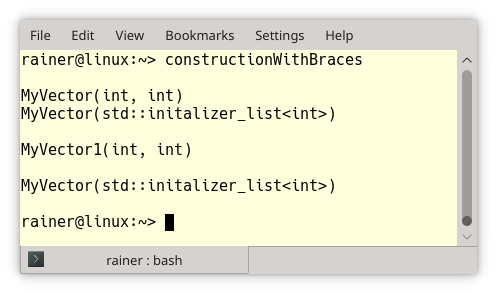 File Edit View Bookmarks Settings Help
rainer@linux:~> constructionWithBraces
MyVector(int, int)
MyVector(std::initalizer_list<int>)
MyVector1(int, int)
MyVector(std::initalizer_list<int>)
rainer@linux:~>
rainer : bash